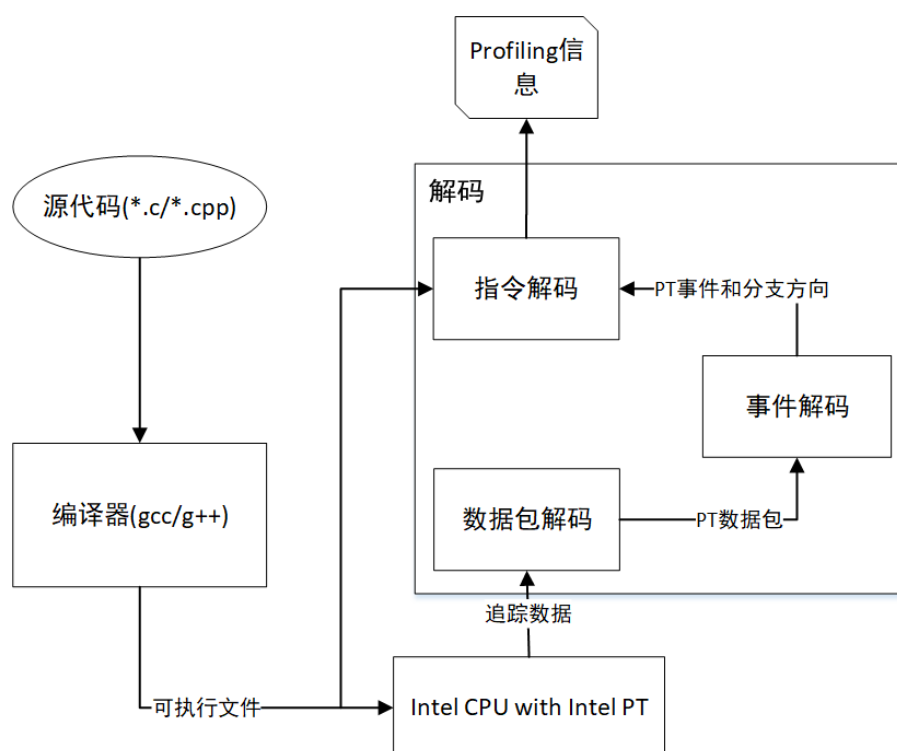 Profiling信
息
源代码(*.c/*.cpp)
解码
指令解码
PT事件和分支方向
事件解码
编译器(gcc/g++)
数据包解码
PT数据包
追踪数据
可执行文件
Intel CPU with Intel PT